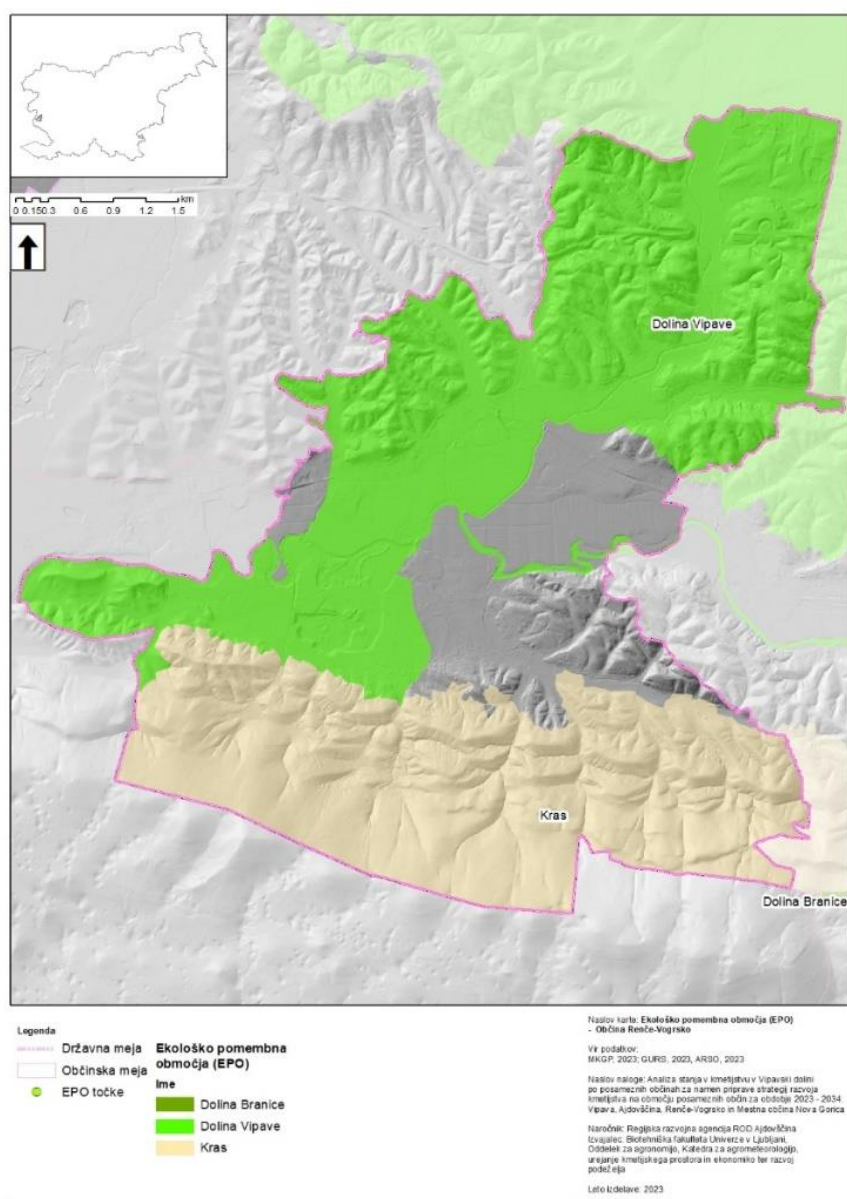 km
0 0.150.3 0.6 0.9 1.2 1.5
Dolina Vipave
Kras
Dolina Branice
Legenda
Državna meja
Občinska meja
EPO točke
Ekološko pomembna
območja (EPO)
Ime
Dolina Branice
Dolina Vipave
Kras
Naslov karte: Ekološko pomembna območja (EPO)
- Občina Renče-Vogrsko
Vir podatkov:
MKGP, 2023; GURS, 2023, ARSO, 2023
Naslov naloge: Analiza stanja v kmetijstvu v Vipavski dolini
po posameznih občinah za namen priprave strategij razvoja
kmetijstva na območju posameznih občin za obdobje 2023 - 2034
Vipava, Ajdovščina, Renče-Vogrsko in Mestna občina Nova Gorica
Naročnik: Regijska razvojna agencija ROD Ajdovščina
Izvajalec: Biotehniška fakulteta Univerze v Ljubljani,
Oddelek za agronomijo, Katedra za agrometeorologijo,
urejanje kmetijskega prostora in ekonomiko ter razvoj
podeželja
Leto izdelave: 2023